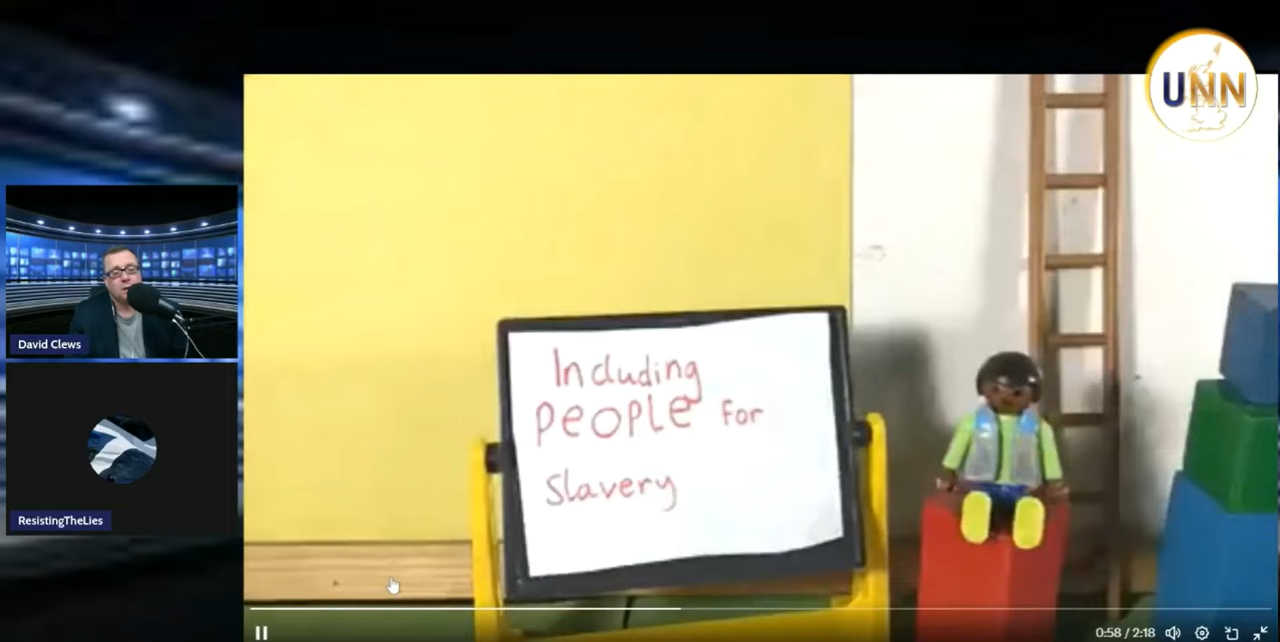 UNN
Including
PEOPLE for
Slavery
David Clews
ResistingTheLies
0:58 / 2:18